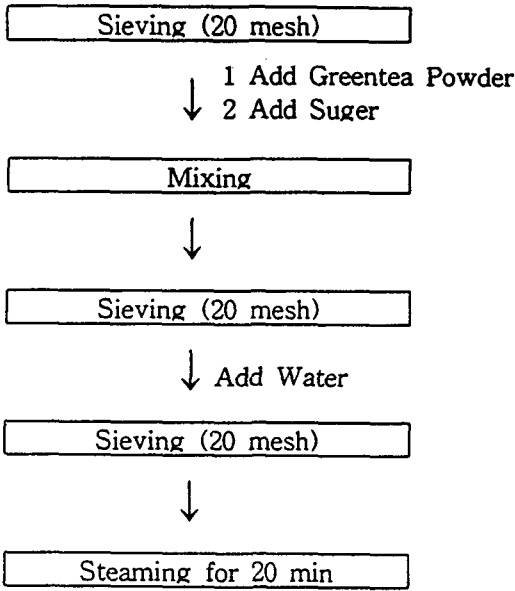 Sieving (20 mesh)
1 Add Greentea Powder
2 Add Suger
Mixing
Sieving (20 mesh)
Add Water
Sieving (20 mesh)
Steaming for 20 min